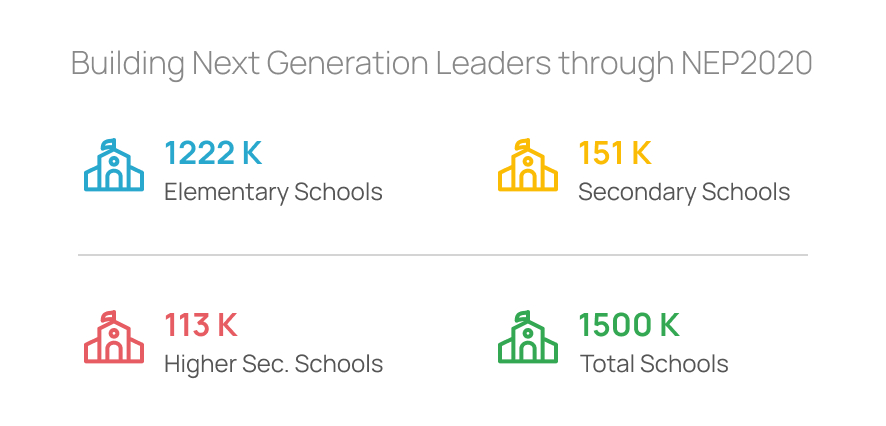 Building Next Generation Leaders through NEP2020
1222 K
Elementary Schools
151 K
Secondary Schools
113 K
Higher Sec. Schools
1500 K
Total Schools